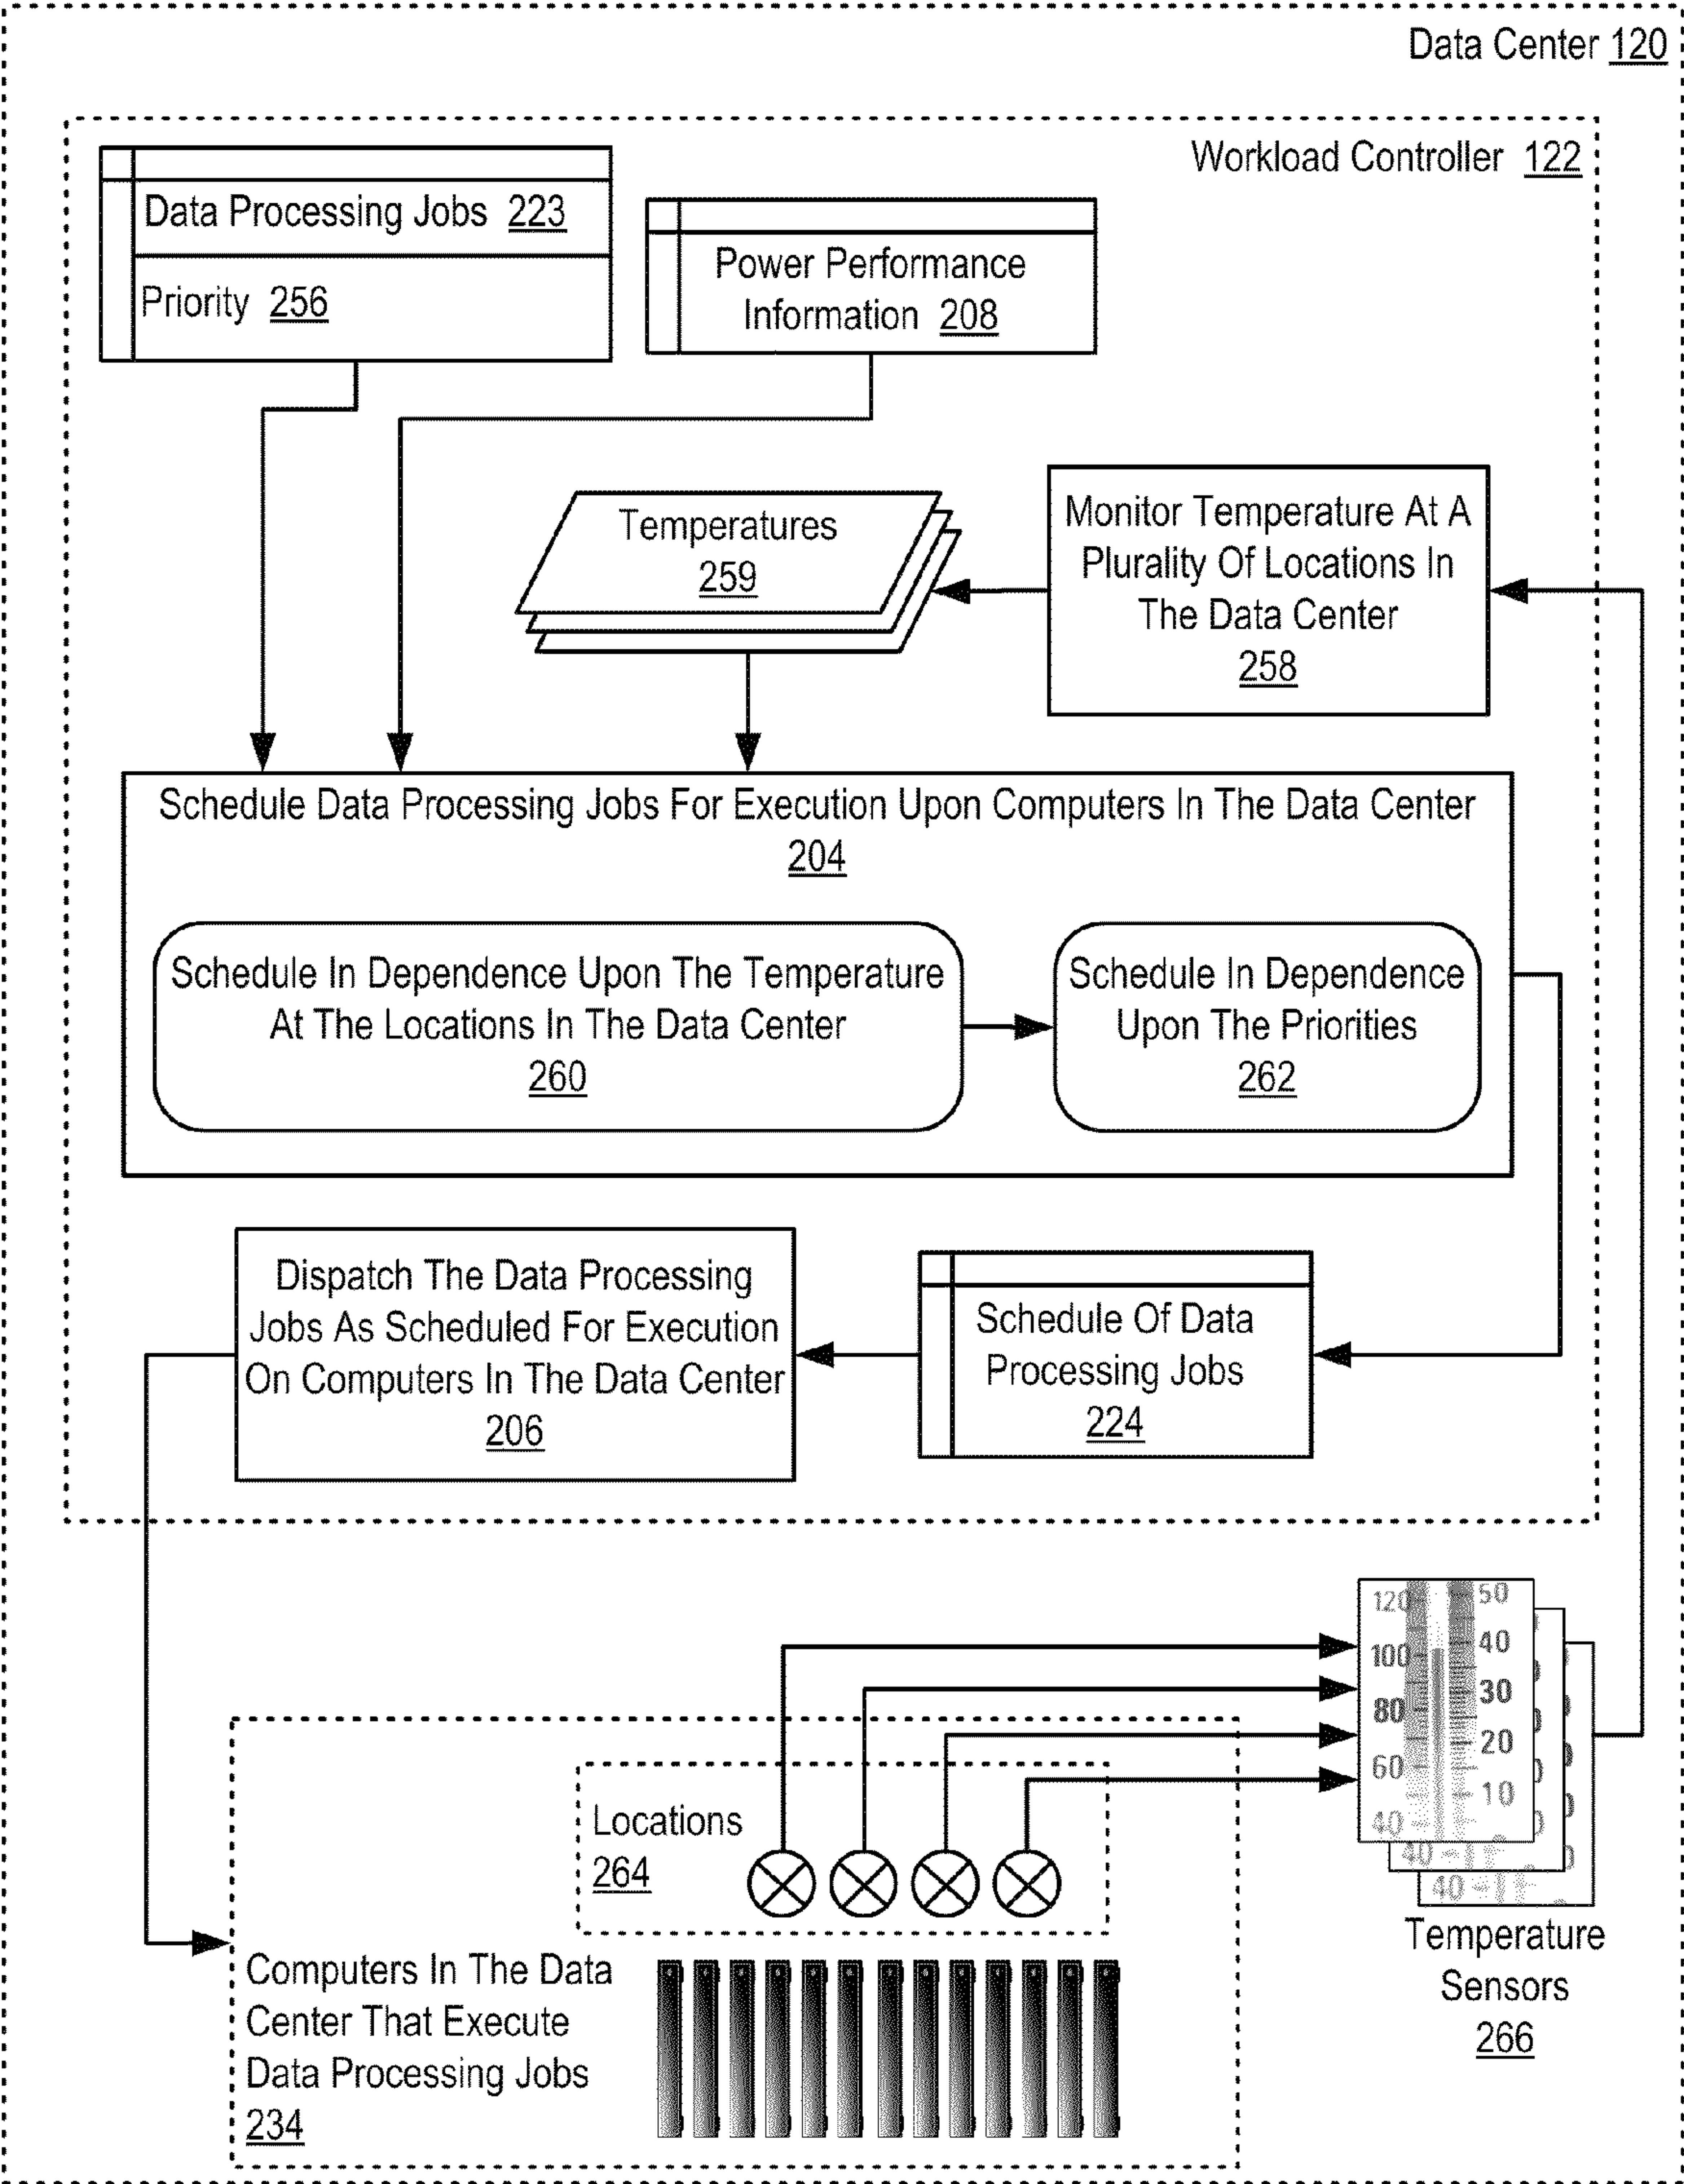 Data Center 120
Workload Controller 122
Data Processing Jobs 223
Priority 256
Power Performance
Information 208
Temperatures
259
Monitor Temperature At A
Plurality Of Locations In
The Data Center
258
Schedule Data Processing Jobs For Execution Upon Computers In The Data Center
204
Schedule In Dependence Upon The Temperature
At The Locations In The Data Center
260
Schedule In Dependence
Upon The Priorities
262
Dispatch The Data Processing
Jobs As Scheduled For Execution
On Computers In The Data Center
206
Schedule Of Data
Processing Jobs
224
120 50
100 40
80 30
60 20
40 10
40
40
Locations
264
Temperature
Sensors
266
Computers In The Data
Center That Execute
Data Processing Jobs
234